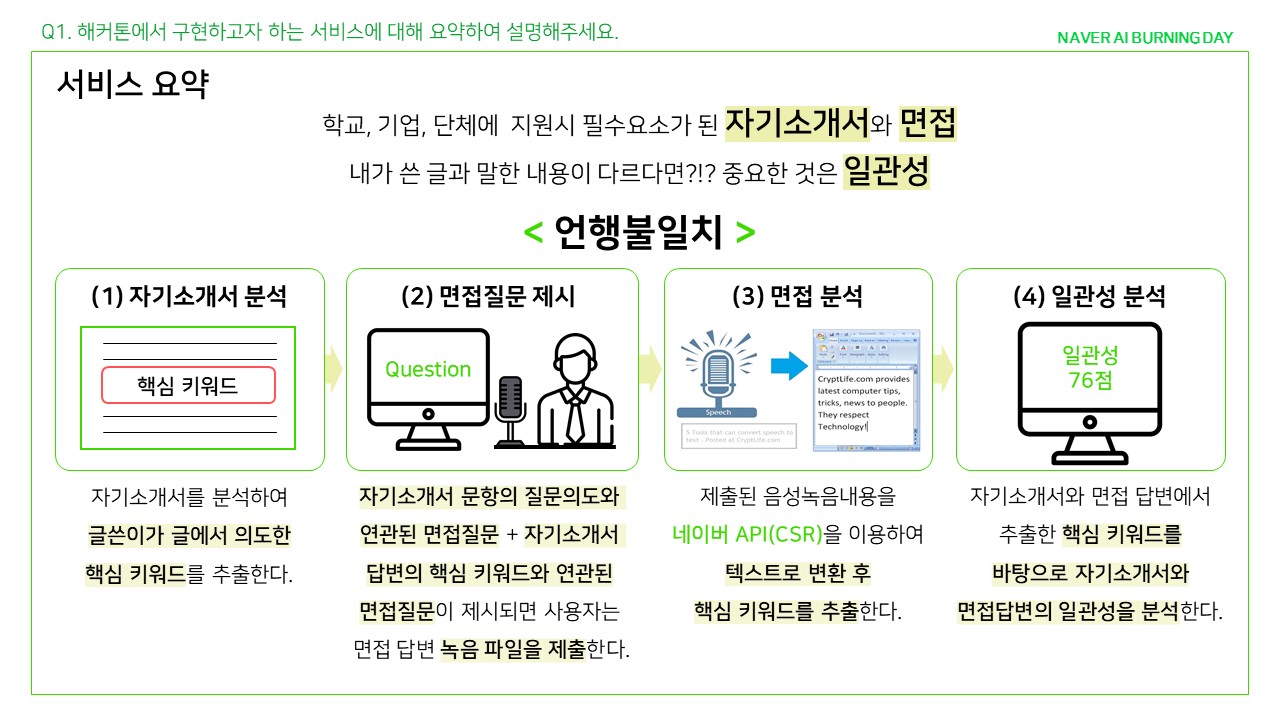 Q1. 해커톤에서 구현하고자 하는 서비스에 대해 요약하여 설명해주세요.
NAVER AI BURNING DAY
서비스 요약
학교, 기업, 단체에 지원시 필수요소가 된 자기소개서와 면접
내가 쓴 글과 말한 내용이 다르다면?!? 중요한 것은 일관성
< 언행불일치 >
(1) 자기소개서 분석
핵심 키워드
자기소개서를 분석하여
글쓴이가 글에서 의도한
핵심 키워드를 추출한다.
(2) 면접질문 제시
Question
자기소개서 문항의 질문의도와
연관된 면접질문 + 자기소개서
답변의 핵심 키워드와 연관된
면접질문이 제시되면 사용자는
면접 답변 녹음 파일을 제출한다.
(3) 면접 분석
Speech
5 Tools that can convert speech to
text - Posted at CryptLife.com
CryptLife.com provides
latest computer tips,
tricks, news to people.
They respect
Technology!
제출된 음성녹음내용을
네이버 API(CSR)을 이용하여
텍스트로 변환 후
핵심 키워드를 추출한다.
(4) 일관성 분석
일관성
76점
자기소개서와 면접 답변에서
추출한 핵심 키워드를
바탕으로 자기소개서와
면접답변의 일관성을 분석한다.